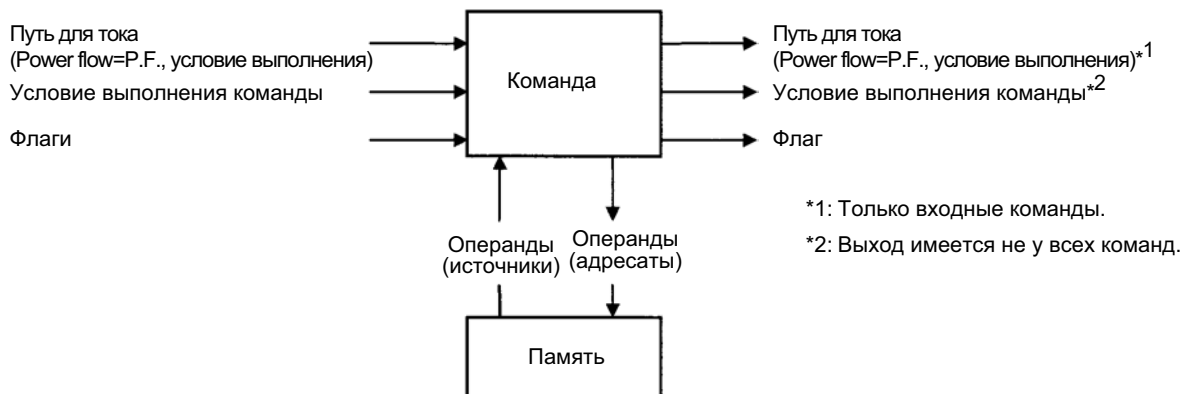 Путь для тока
(Power flow=P.F., условие выполнения)
Условие выполнения команды
Флаги
Команда
Путь для тока
(Power flow=P.F., условие выполнения)*1
Условие выполнения команды*2
Флаг
*1: Только входные команды.
*2: Выход имеется не у всех команд.
Операнды
(источники)
Операнды
(адресаты)
Память